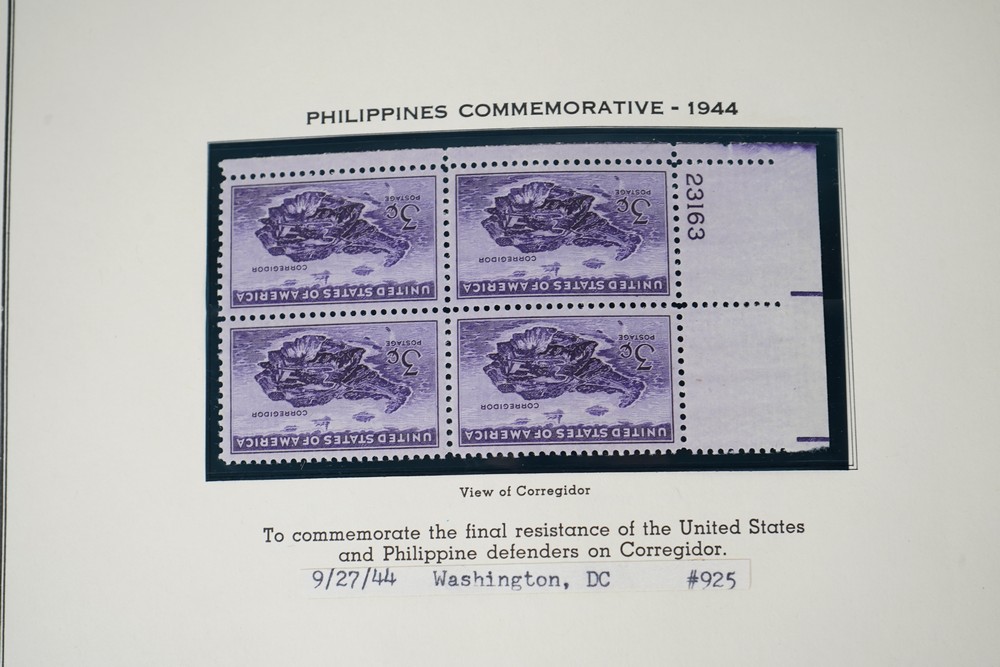 PHILIPPINES COMMEMORATIVE - 1944
23163
3¢ 3¢
POSTAGE POSTAGE
CORREGIDOR CORREGIDOR
UNITED STATES OF AMERICA UNITED STATES OF AMERICA
3¢ 3¢
POSTAGE POSTAGE
CORREGIDOR CORREGIDOR
UNITED STATES OF AMERICA UNITED STATES OF AMERICA
View of Corregidor
To commemorate the final resistance of the United States
and Philippine defenders on Corregidor.
9/27/44 Washington, DC #925